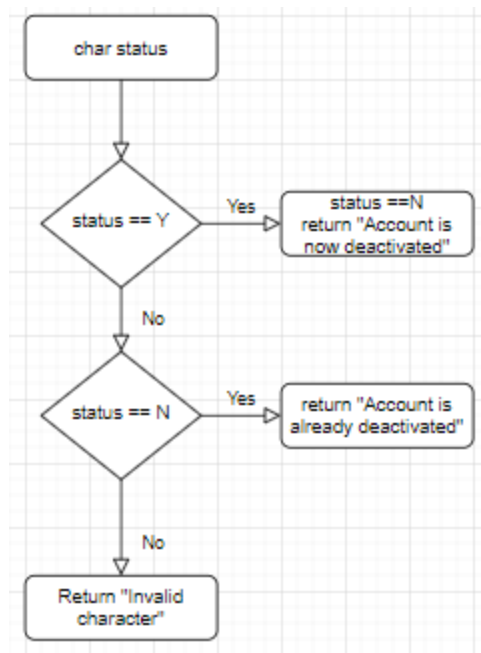 char status
status == Y
Yes
status ==N
return "Account is
now deactivated"
No
status == N
Yes
return "Account is
already deactivated"
No
Return "Invalid
character"